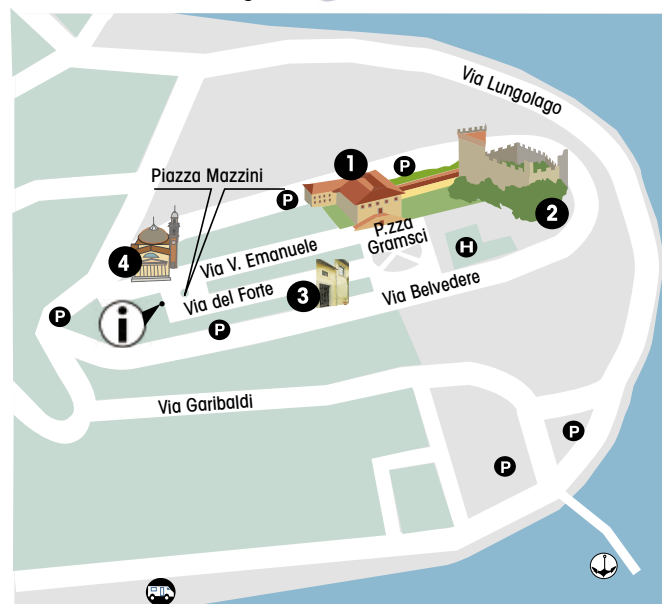 Via Lungolago
1
P
Piazza Mazzini
P
2
P.zza
Gramsci
H
4
Via V. Emanuele
3
Via del Forte
Via Belvedere
P
i
P
Via Garibaldi
P
P